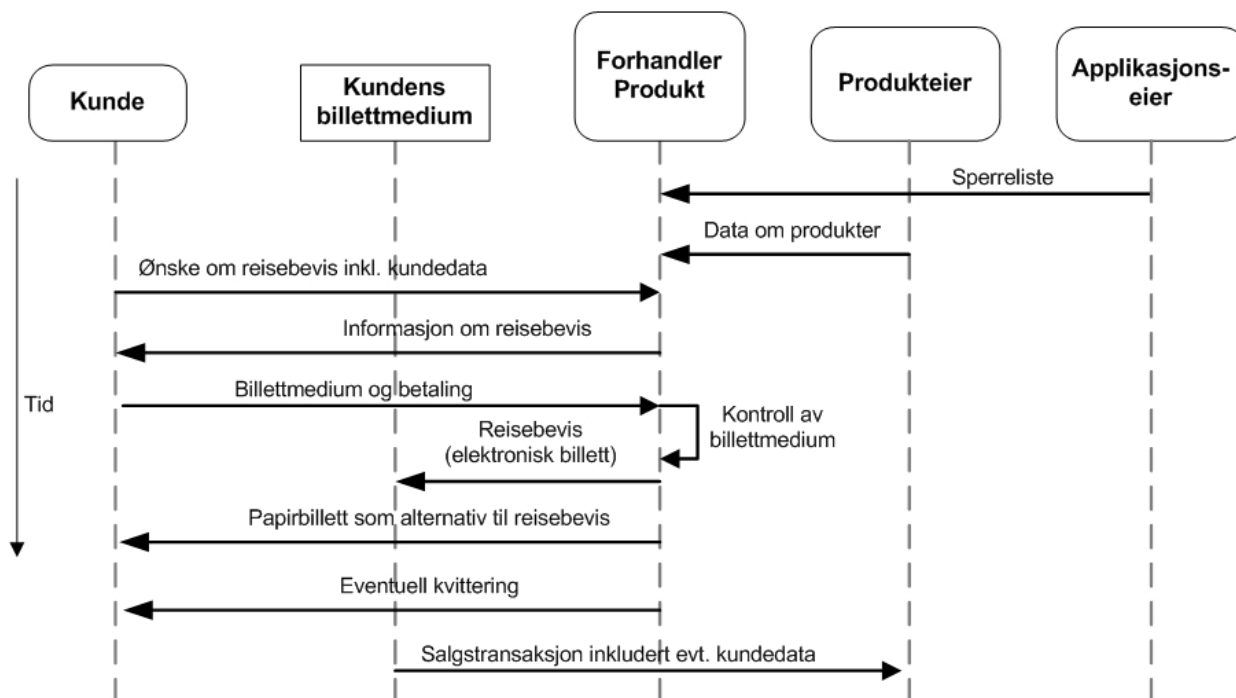 Kunde
Kundens
billettmedium
Forhandler
Produkt
Produkteier
Applikasjons-
eier
Sperreliste
Data om produkter
Ønske om reisebevis inkl. kundedata
Informasjon om reisebevis
Billettmedium og betaling
Tid
Kontroll av
billettmedium
Reisebevis
(elektronisk billett)
Papirbillett som alternativ til reisebevis
Eventuell kvittering
Salgstransaksjon inkludert evt. kundedata